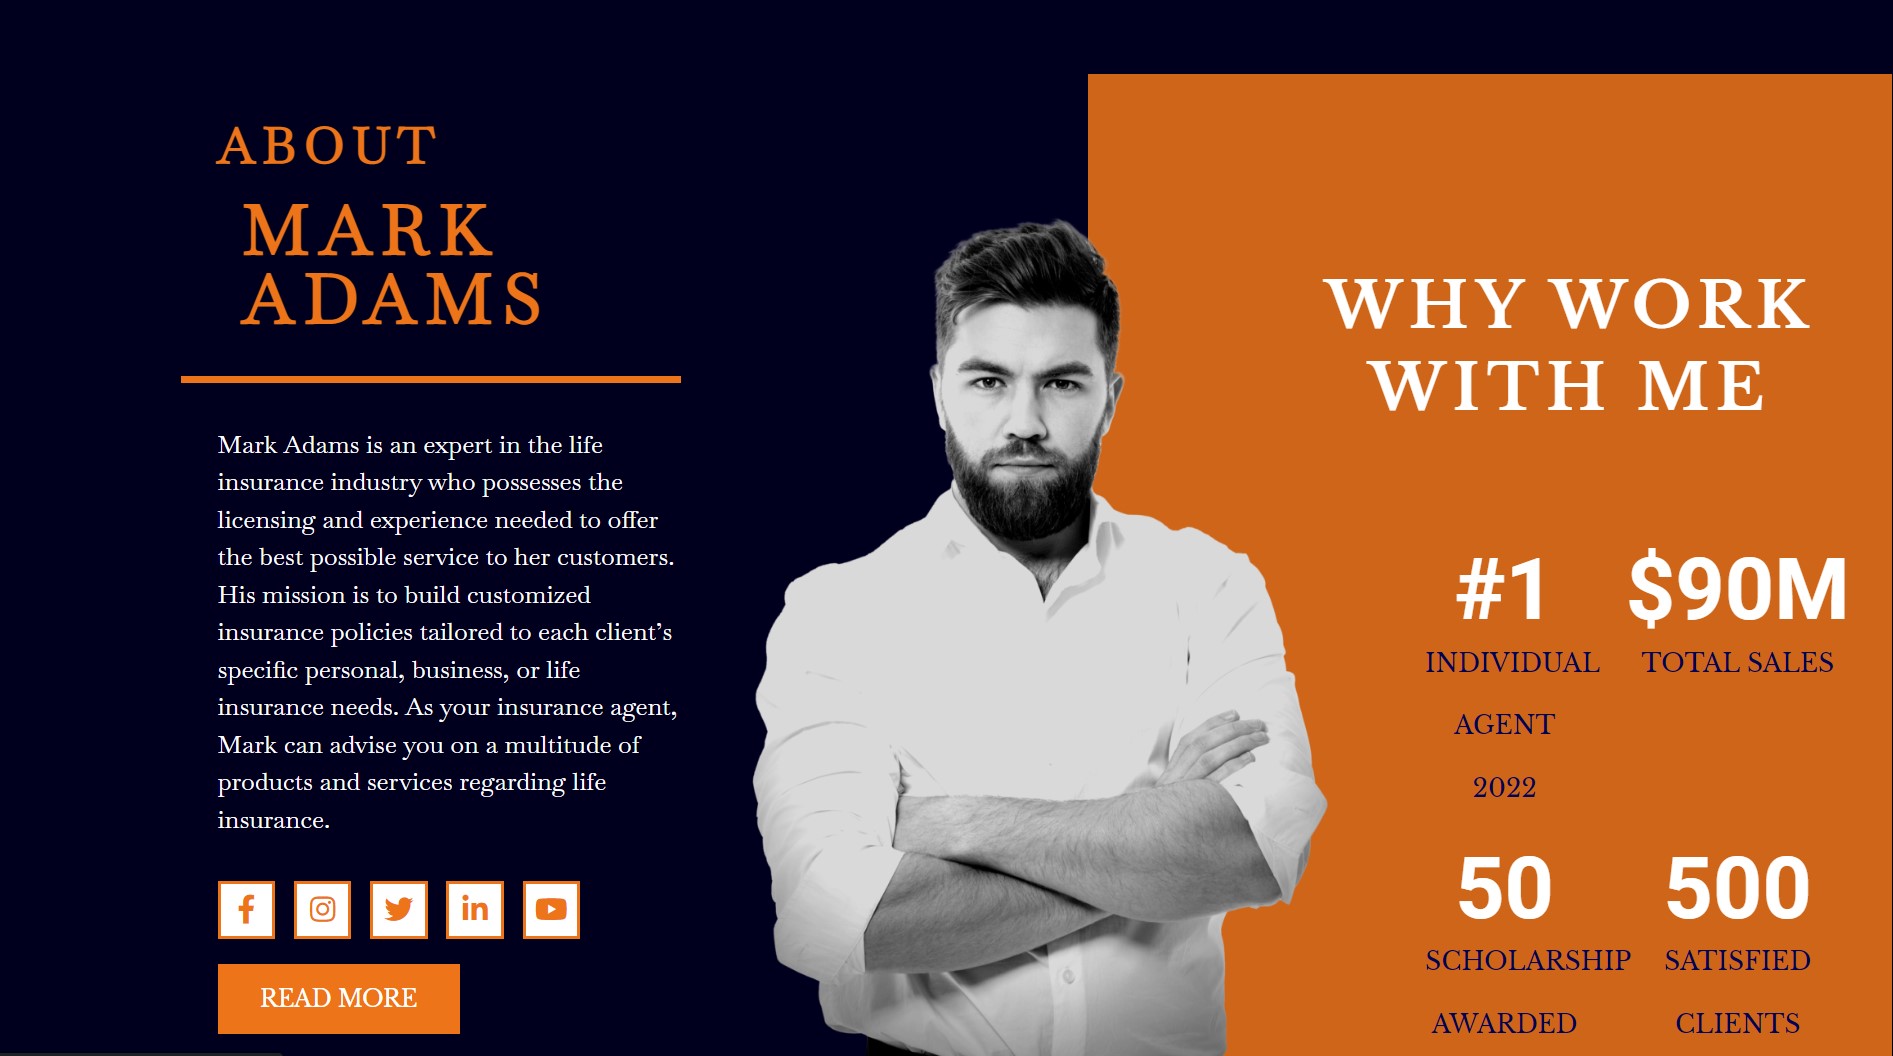 ABOUT
MARK
ADAMS
Mark Adams is an expert in the life
insurance industry who possesses the
licensing and experience needed to offer
the best possible service to her customers.
His mission is to build customized
insurance policies tailored to each client’s
specific personal, business, or life
insurance needs. As your insurance agent,
Mark can advise you on a multitude of
products and services regarding life
insurance.
READ MORE
WHY WORK
WITH ME
#1
INDIVIDUAL
AGENT
2022
$90M
TOTAL SALES
50
SCHOLARSHIP
AWARDED
500
SATISFIED
CLIENTS